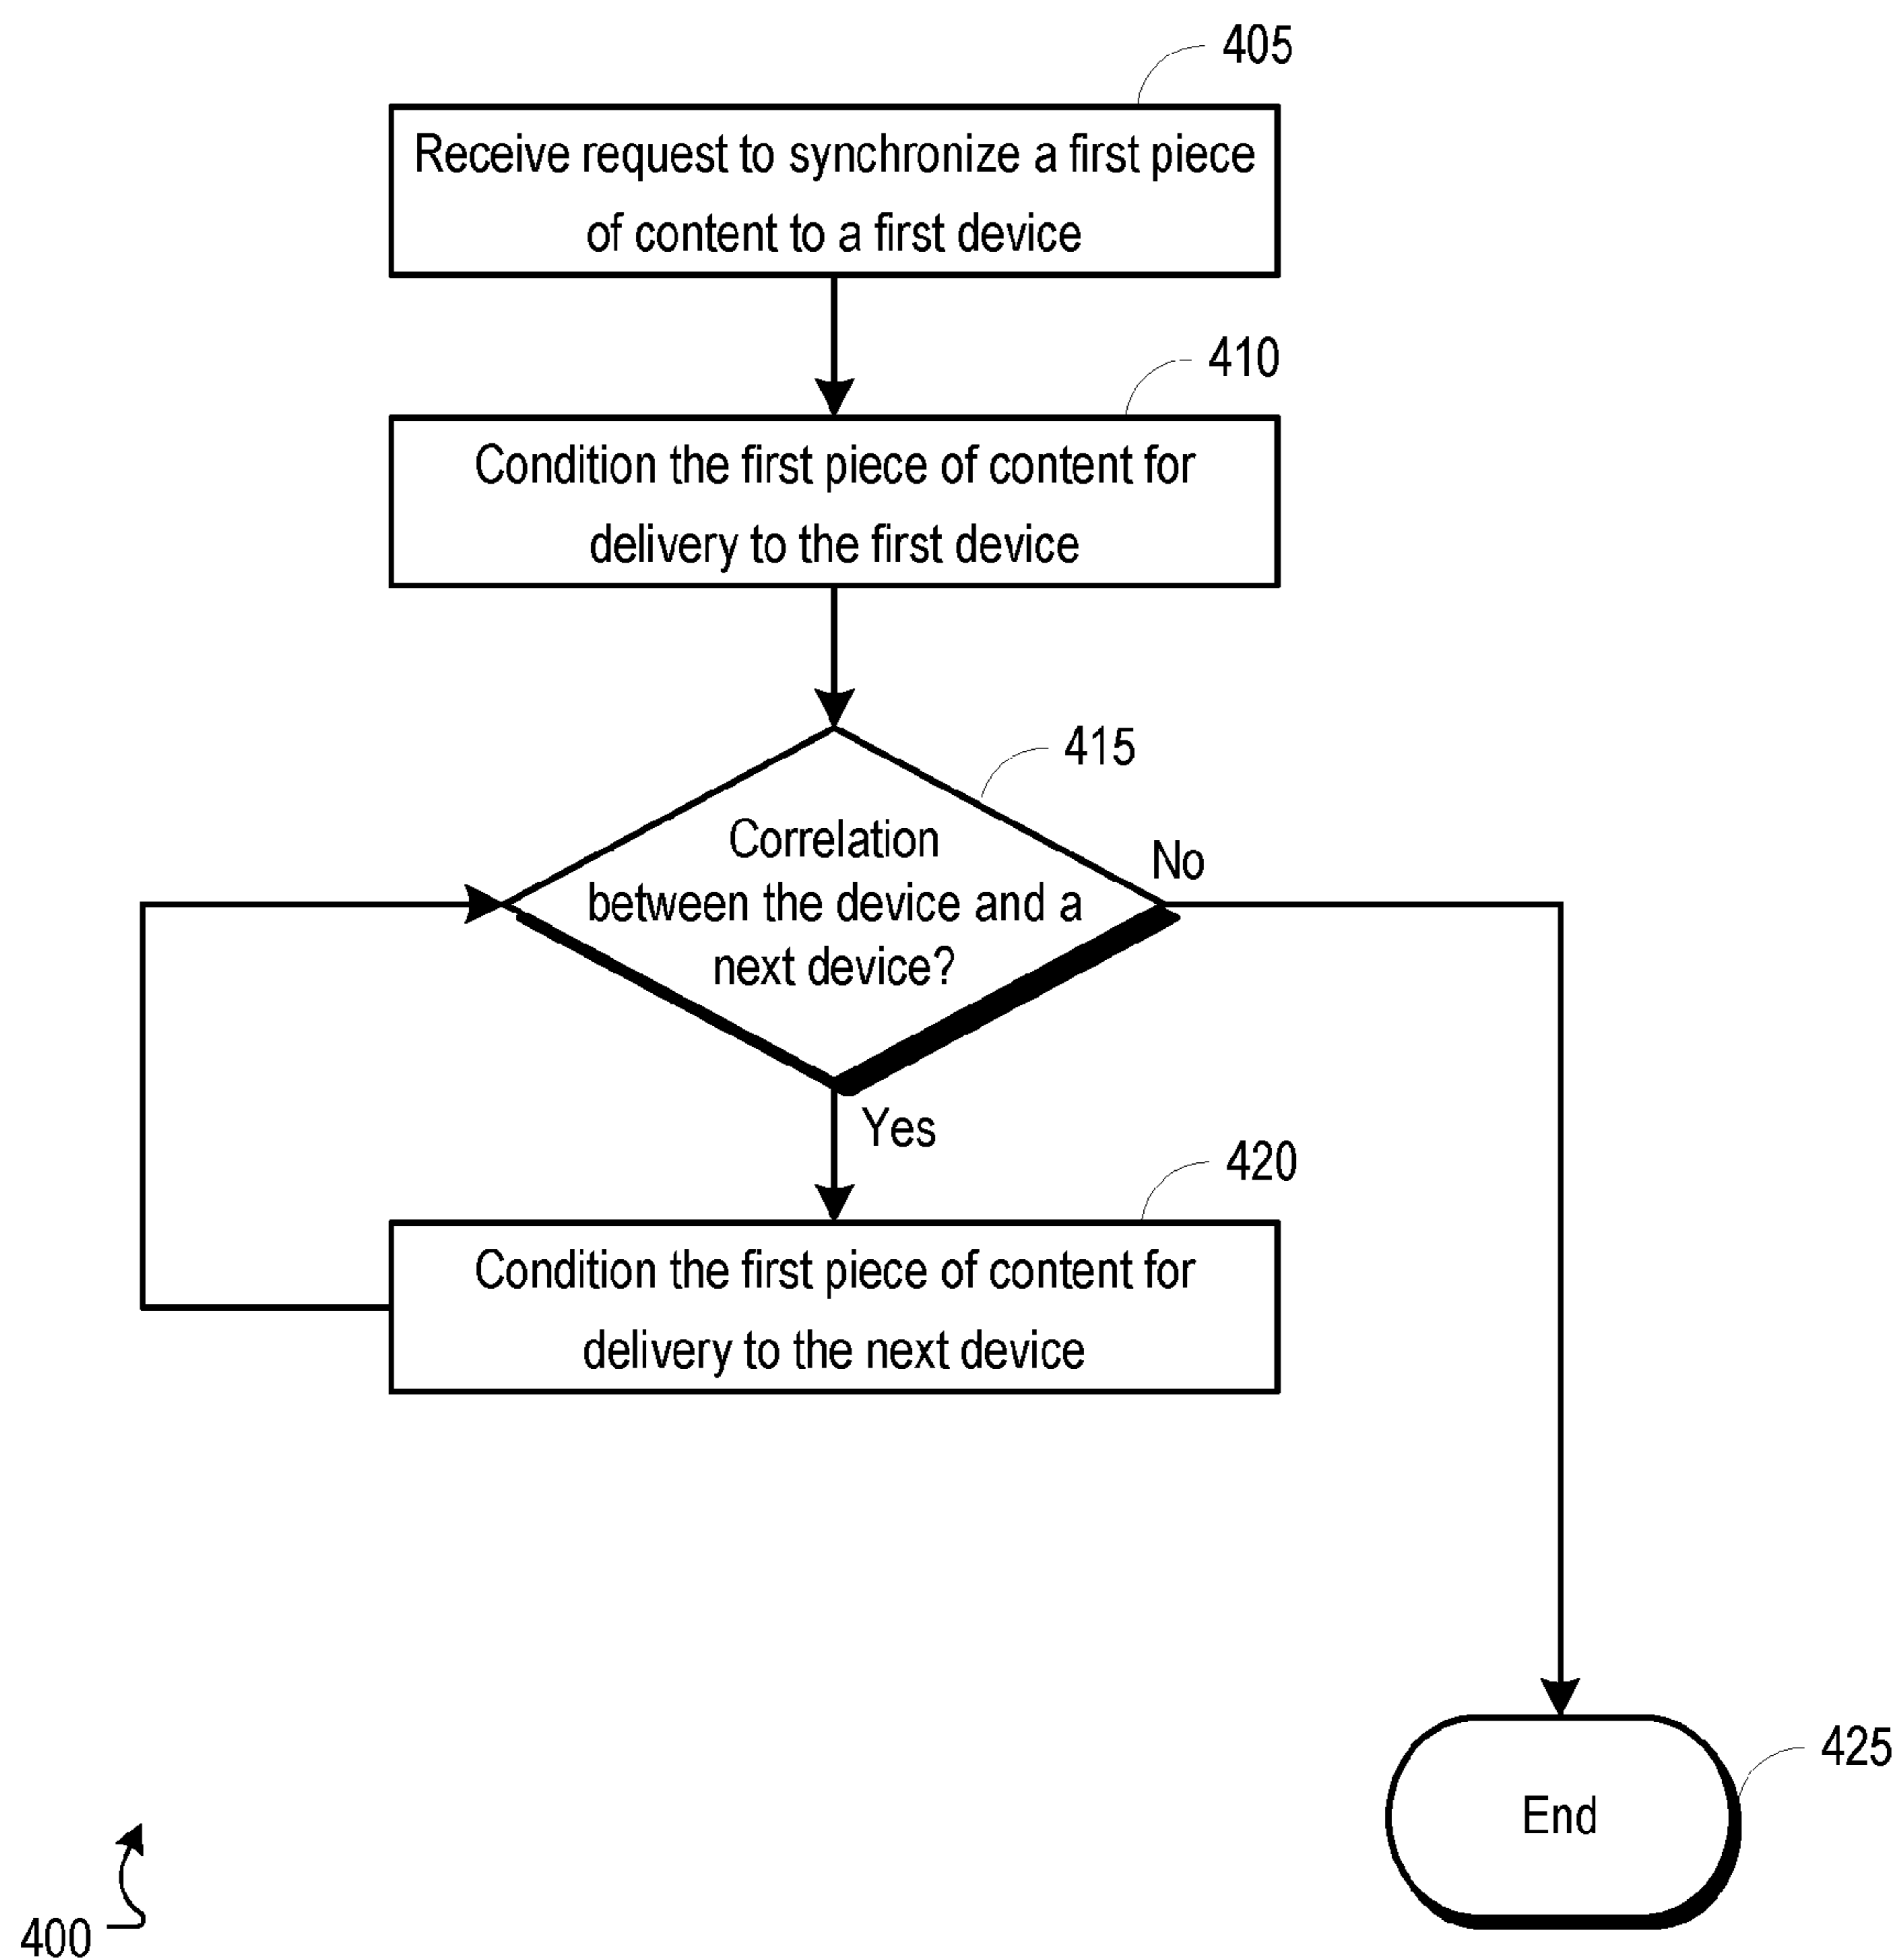 405
Receive request to synchronize a first piece
of content to a first device
410
Condition the first piece of content for
delivery to the first device
415
Correlation
between the device and a
next device?
No
Yes
420
Condition the first piece of content for
delivery to the next device
425
End
400